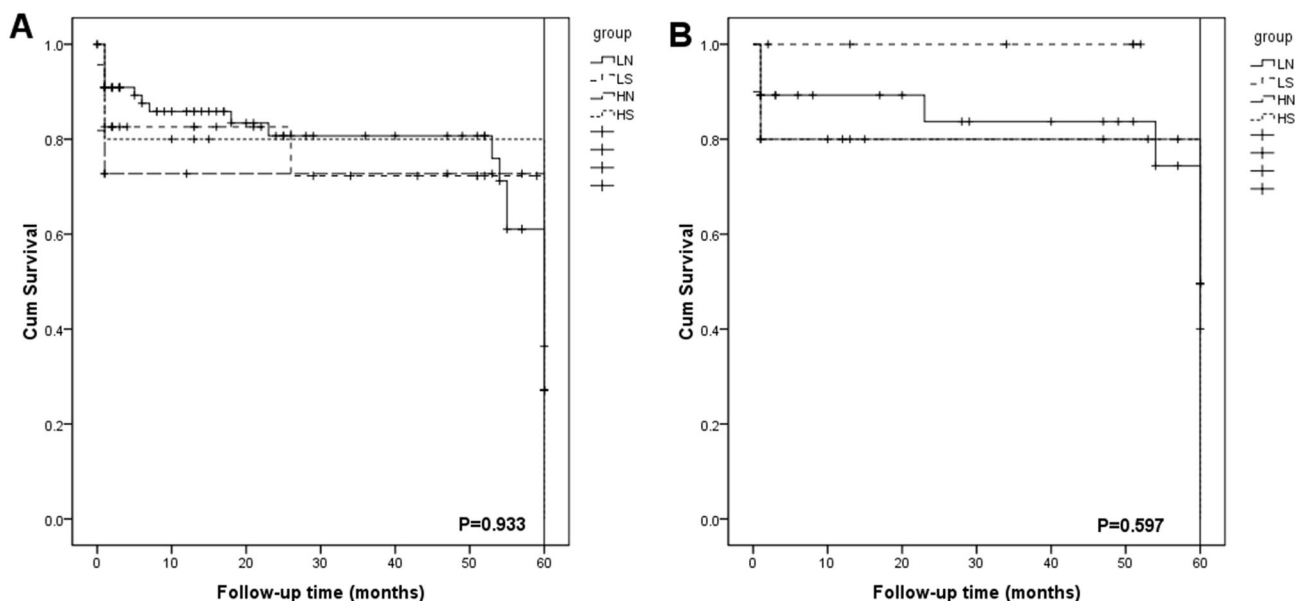 A
group
LN
LS
HN
HS
1.0
0.8
0.6
0.4
0.2
0.0
Cum Survival
P=0.933
0 10 20 30 40 50 60
Follow-up time (months)
B
group
LN
LS
HN
HS
1.0
0.8
0.6
0.4
0.2
0.0
Cum Survival
P=0.597
0 10 20 30 40 50 60
Follow-up time (months)